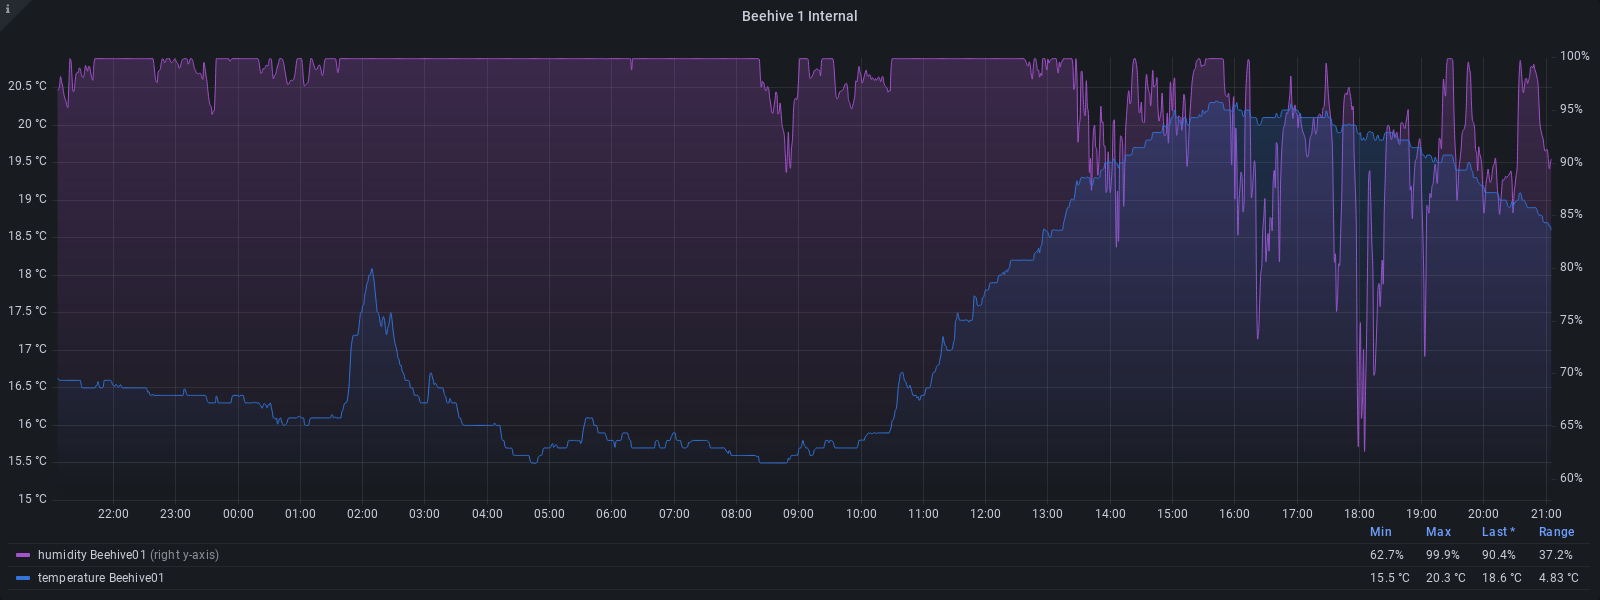 i
Beehive 1 Internal
100%
20.5 °C
95%
20 °C
19.5 °C
90%
19 °C
85%
18.5 °C
18 °C
80%
17.5 °C
75%
17 °C
70%
16.5 °C
16 °C
65%
15.5 °C
60%
15 °C
22:00 23:00 00:00 01:00 02:00 03:00 04:00 05:00 06:00 07:00 08:00 09:00 10:00 11:00 12:00 13:00 14:00 15:00 16:00 17:00 18:00 19:00 20:00 21:00
Min Max Last * Range
humidity Beehive01 (right y-axis) 62.7% 99.9% 90.4% 37.2%
temperature Beehive01 15.5 °C 20.3 °C 18.6 °C 4.83 °C